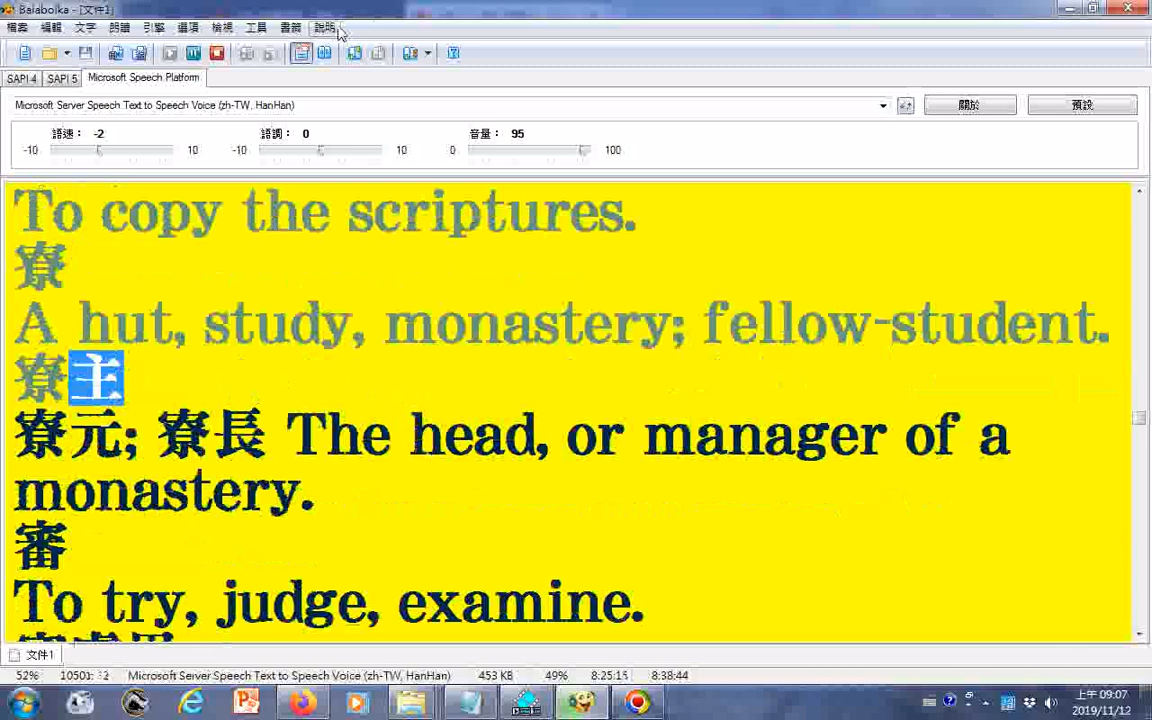 Balabolka - [文件1]
檔案 編輯 文字 朗讀 引擎 選項 檢視 工具 書籤 說明
SAPI 4 SAPI 5 Microsoft Speech Platform
Microsoft Server Speech Text to Speech Voice (zh-TW, HanHan) 關於 預設
語速: -2 語調: 0 音量: 95
-10 10 -10 10 0 100
To copy the scriptures.
寮
A hut, study, monastery; fellow-student.
寮主
寮元; 寮長 The head, or manager of a
monastery.
審
To try, judge, examine.
文件1
52% Microsoft Server Speech Text to Speech Voice (zh-TW, HanHan) 453 KB 49% 8:25:15 8:38:44
上午 09:07
2019/11/12